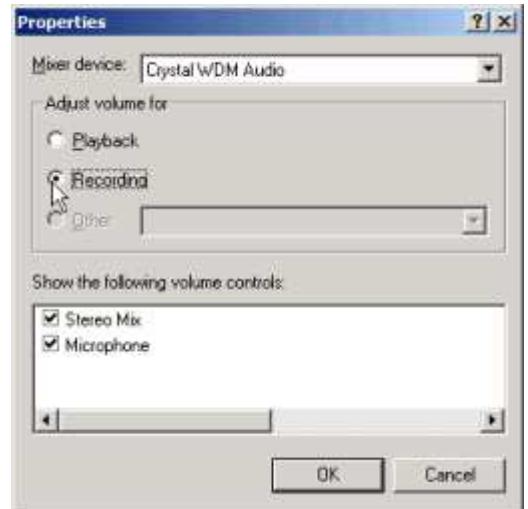 Properties
Mixer device: Crystal WDM Audio
Adjust volume for
Playback
Recording
Other
Show the following volume controls:
Stereo Mix
Microphone
OK Cancel